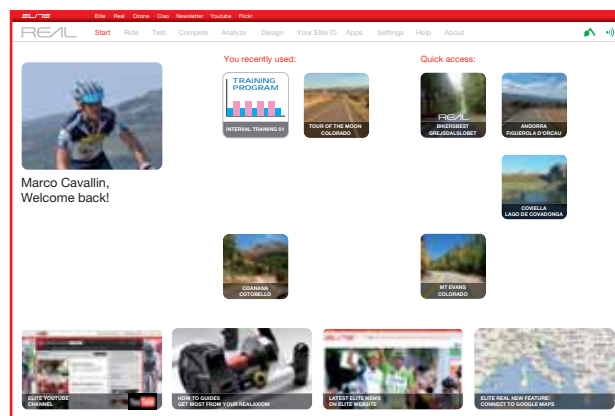 ELITE Elite Real Ozone Ciao Newsletter Youtube Flickr
REAL Start Ride Test Compete Analyze Design Your Elite ID Apps Settings Help About
You recently used:
Quick access:
TRAINING
PROGRAM
INTERVAL TRAINING 01
TOUR OF THE MOON
COLORADO
REAL
BIKERSBEST
GREJSDALSLOBET
ANDORRA
FIGUEROLA D'ORCAU
Marco Cavallin,
Welcome back!
COVIELLA
LAGO DE COVADONGA
COANANA
COTOBELLO
MT EVANS
COLORADO
ELITE YOUTUBE
CHANNEL
HOW TO GUIDES
GET MOST FROM YOUR REALAXIOM
LATEST ELITE NEWS
ON ELITE WEBSITE
ELITE REAL NEW FEATURE:
CONNECT TO GOOGLE MAPS